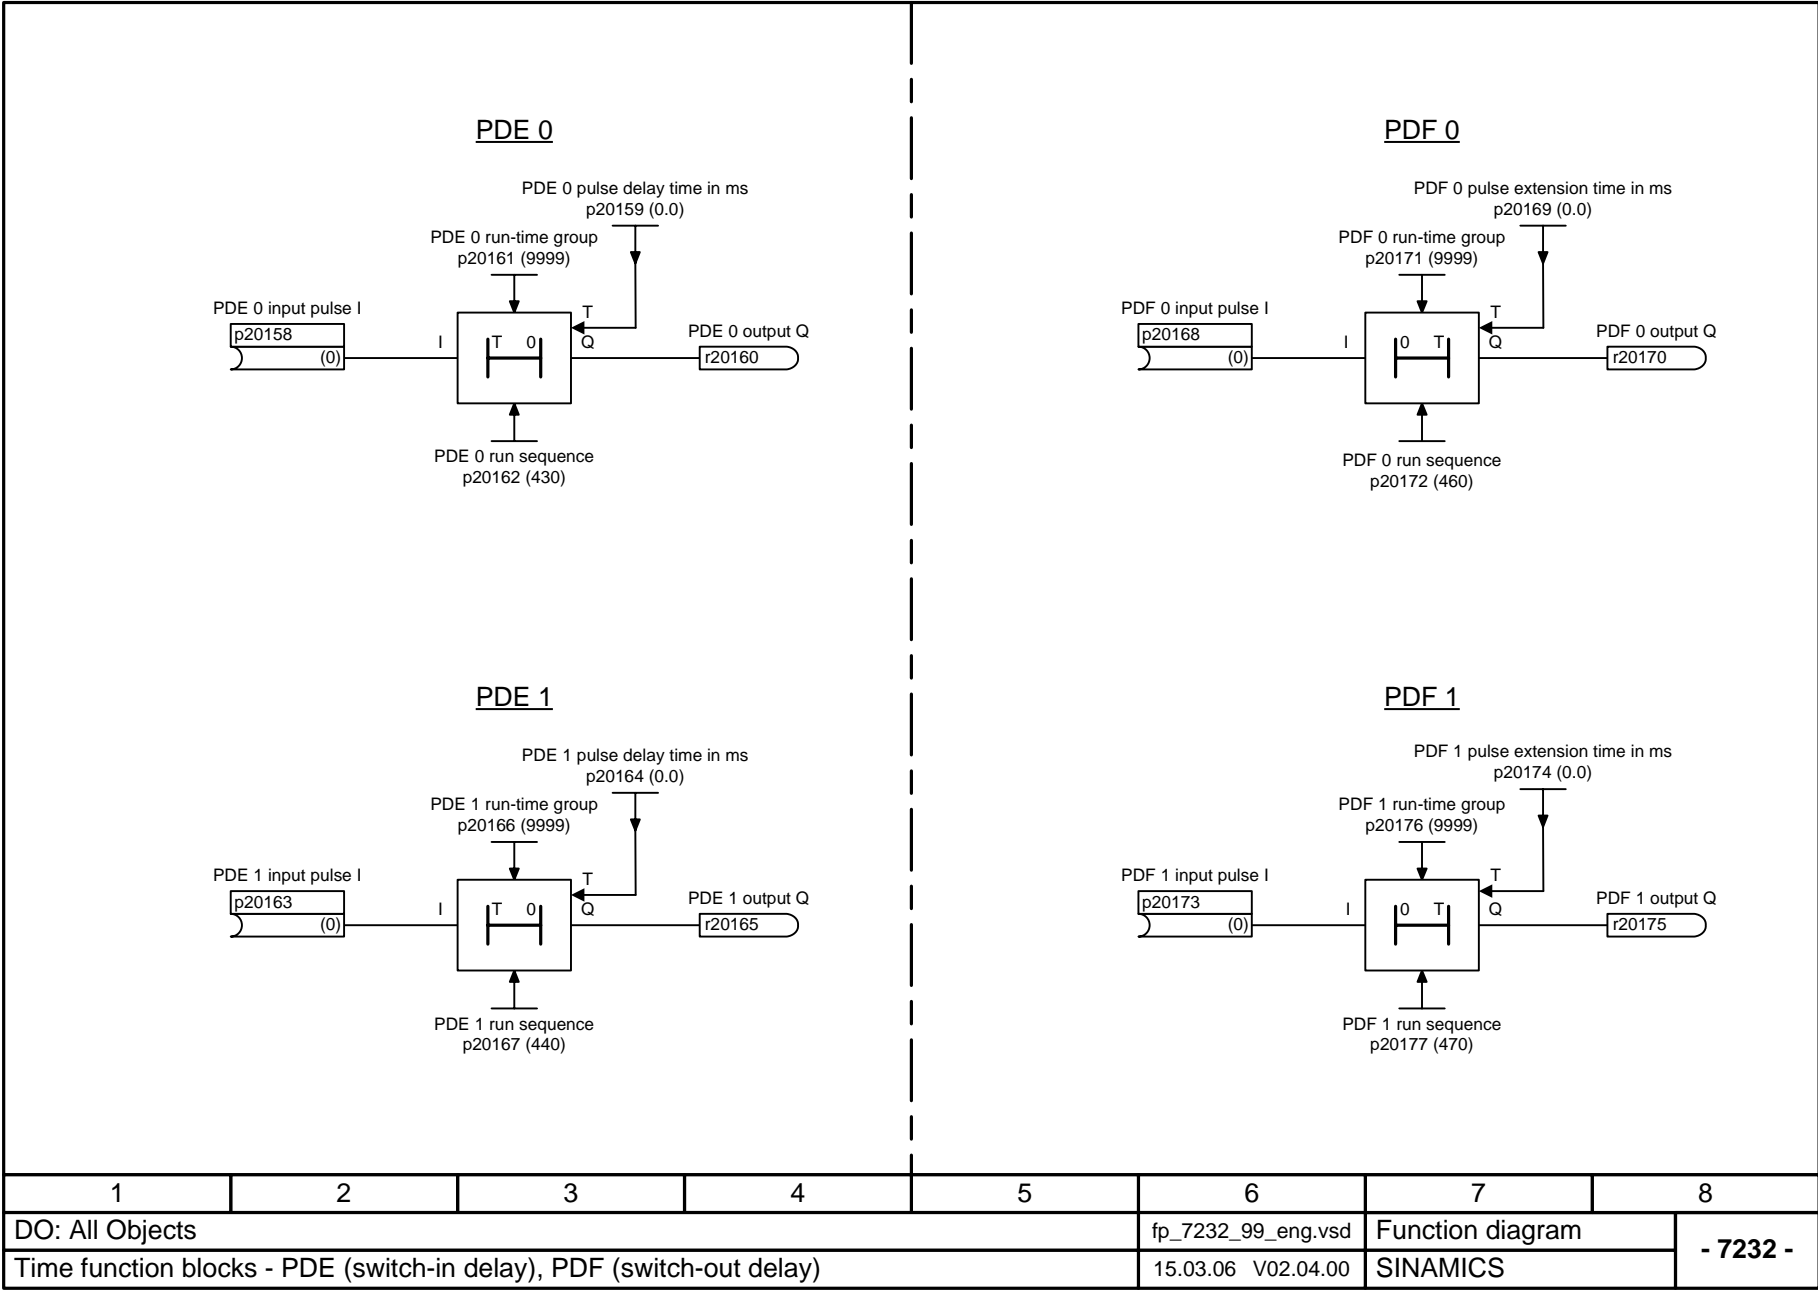 PDE 0
PDE 0 pulse delay time in ms
p20159 (0.0)
PDE 0 run-time group
p20161 (9999)
PDE 0 input pulse I
p20158
(0)
I
T 0
T
Q
PDE 0 output Q
r20160
PDE 0 run sequence
p20162 (430)
PDF 0
PDF 0 pulse extension time in ms
p20169 (0.0)
PDF 0 run-time group
p20171 (9999)
PDF 0 input pulse I
p20168
(0)
I
0 T
T
Q
PDF 0 output Q
r20170
PDF 0 run sequence
p20172 (460)
PDE 1
PDE 1 pulse delay time in ms
p20164 (0.0)
PDE 1 run-time group
p20166 (9999)
PDE 1 input pulse I
p20163
(0)
I
T 0
T
Q
PDE 1 output Q
r20165
PDE 1 run sequence
p20167 (440)
PDF 1
PDF 1 pulse extension time in ms
p20174 (0.0)
PDF 1 run-time group
p20176 (9999)
PDF 1 input pulse I
p20173
(0)
I
0 T
T
Q
PDF 1 output Q
r20175
PDF 1 run sequence
p20177 (470)
1 2 3 4 5 6 7 8
DO: All Objects
fp_7232_99_eng.vsd
Function diagram
- 7232 -
Time function blocks - PDE (switch-in delay), PDF (switch-out delay)
15.03.06 V02.04.00
SINAMICS